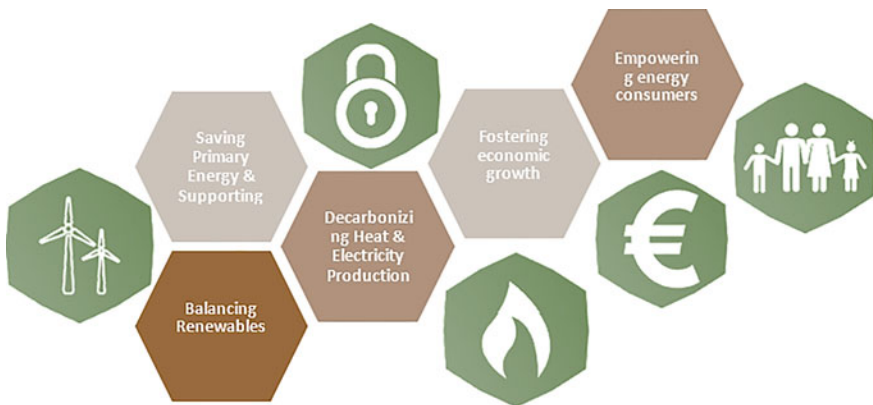 Saving
Primary
Energy &
Supporting
Balancing
Renewables
Decarbonizi
ng Heat &
Electricity
Production
Fostering
economic
growth
Empowerin
g energy
consumers
€